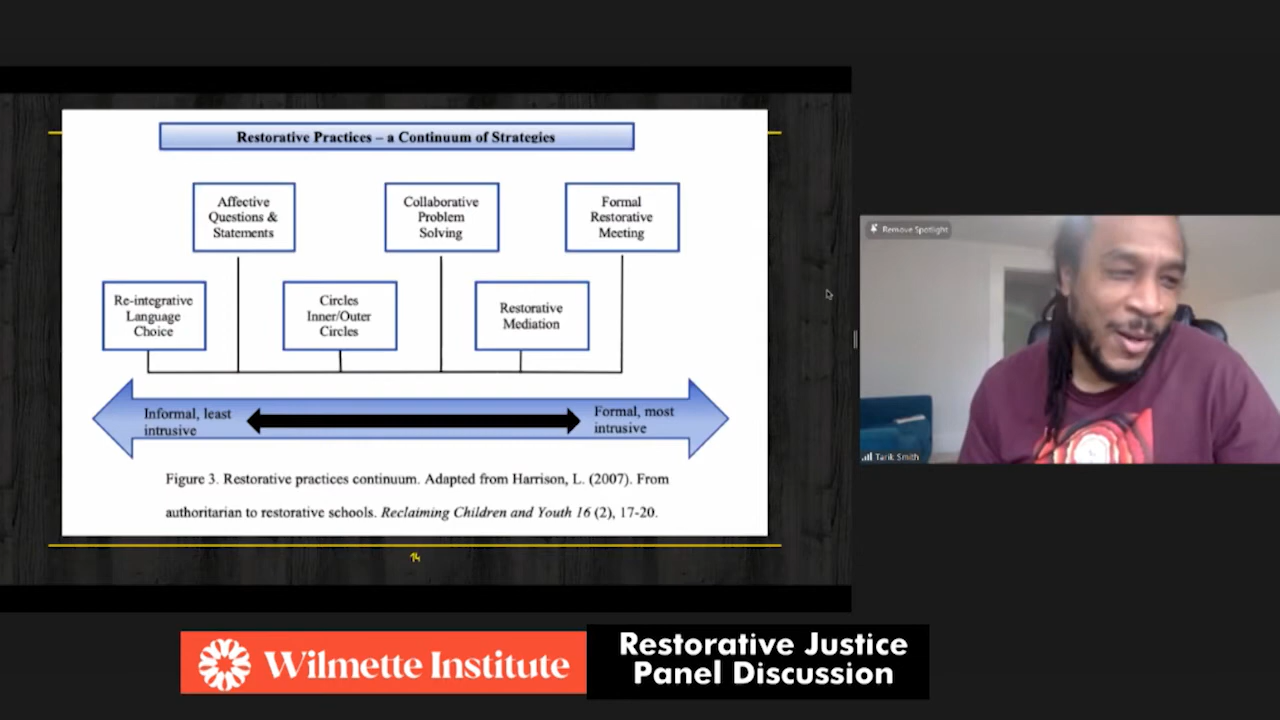 Restorative Practices – a Continuum of Strategies
Affective
Questions &
Statements
Collaborative
Problem
Solving
Formal
Restorative
Meeting
Re-integrative
Language
Choice
Circles
Inner/Outer
Circles
Restorative
Mediation
Informal, least
intrusive
Formal, most
intrusive
Figure 3. Restorative practices continuum. Adapted from Harrison, L. (2007). From
authoritarian to restorative schools. Reclaiming Children and Youth 16 (2), 17-20.
14
Remove Spotlight
Tarik Smith
Wilmette Institute
Restorative Justice
Panel Discussion